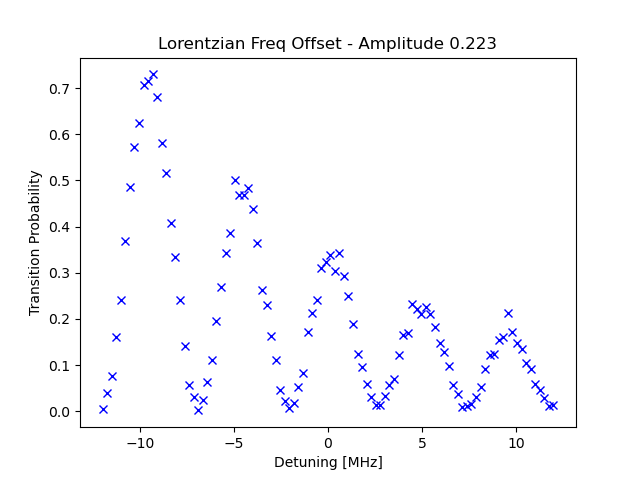 Lorentzian Freq Offset - Amplitude 0.223
Transition Probability
0.7
0.6
0.5
0.4
0.3
0.2
0.1
0.0
−10 −5 0 5 10
Detuning [MHz]